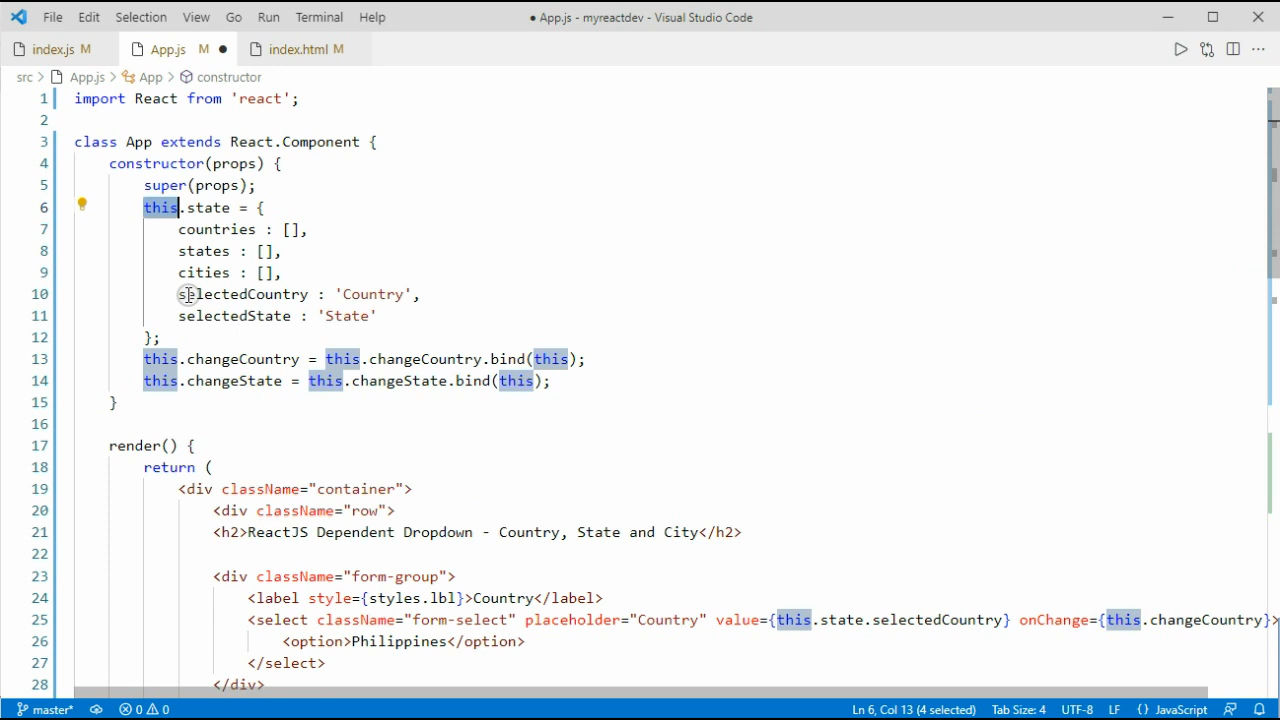 File Edit Selection View Go Run Terminal Help
● App.js - myreactdev - Visual Studio Code
index.js M App.js M ● index.html M
src > App.js > App > constructor
1 import React from 'react';
2
3 class App extends React.Component {
4 constructor(props) {
5 super(props);
6 this.state = {
7 countries : [],
8 states : [],
9 cities : [],
10 selectedCountry : 'Country',
11 selectedState : 'State'
12 };
13 this.changeCountry = this.changeCountry.bind(this);
14 this.changeState = this.changeState.bind(this);
15 }
16
17 render() {
18 return (
19 <div className="container">
20 <div className="row">
21 <h2>ReactJS Dependent Dropdown - Country, State and City</h2>
22
23 <div className="form-group">
24 <label style={styles.lbl}>Country</label>
25 <select className="form-select" placeholder="Country" value={this.state.selectedCountry} onChange={this.changeCountry}>
26 <option>Philippines</option>
27 </select>
28 </div>
master* 0 0 Ln 6, Col 13 (4 selected) Tab Size: 4 UTF-8 LF {} JavaScript